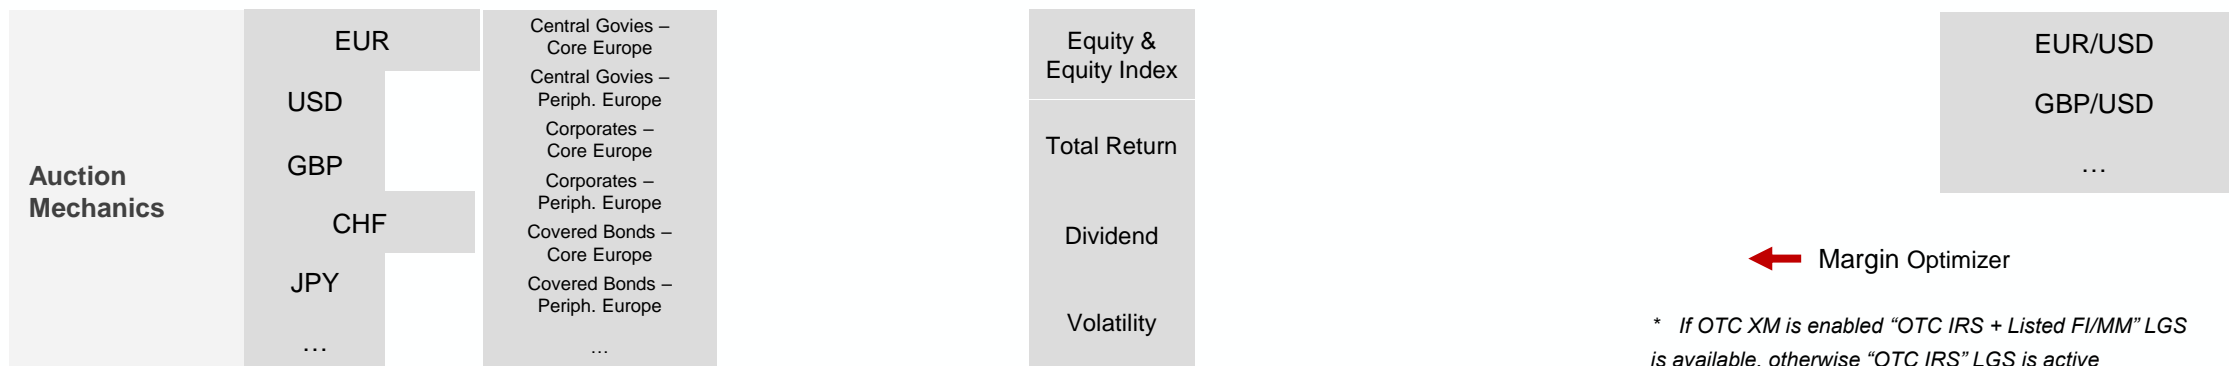 Auction
Mechanics
EUR
USD
GBP
CHF
JPY
…
Central Govies –
Core Europe
Central Govies –
Periph. Europe
Corporates –
Core Europe
Corporates –
Periph. Europe
Covered Bonds –
Core Europe
Covered Bonds –
Periph. Europe
…
Equity &
Equity Index
Total Return
Dividend
Volatility
EUR/USD
GBP/USD
…
Margin Optimizer
* If OTC XM is enabled “OTC IRS + Listed FI/MM” LGS
is available, otherwise “OTC IRS” LGS is active